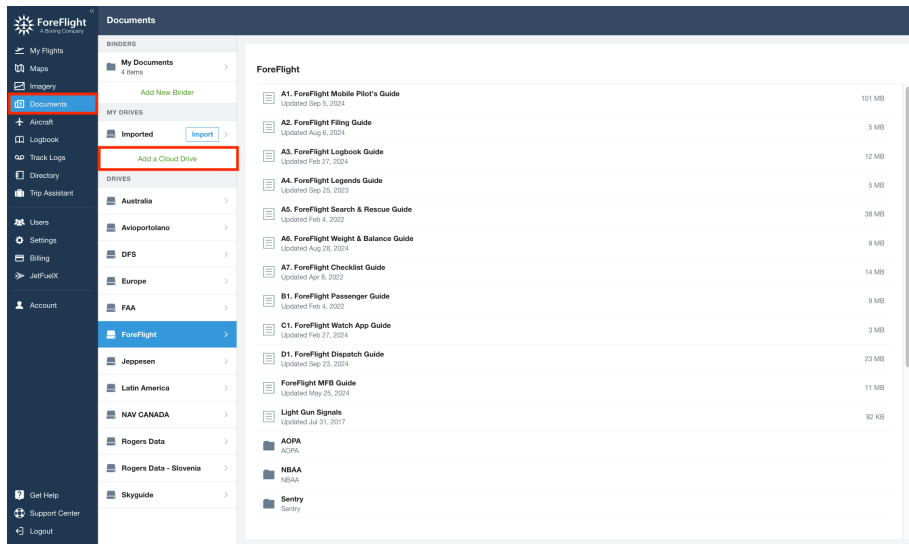 ForeFlight
A Boeing Company
My Flights
Maps
Imagery
Documents
Aircraft
Logbook
Track Logs
Directory
Trip Assistant
Users
Settings
Billing
JetFuelX
Account
Get Help
Support Center
Logout
Documents
BINDERS
My Documents
4 items
Add New Binder
MY DRIVES
Imported Import
Add a Cloud Drive
DRIVES
Australia
Avioportolano
DFS
Europe
FAA
ForeFlight
Jeppesen
Latin America
NAV CANADA
Rogers Data
Rogers Data - Slovenia
Skyguide
ForeFlight
A1. ForeFlight Mobile Pilot's Guide
Updated Sep 5, 2024
101 MB
A2. ForeFlight Filing Guide
Updated Aug 6, 2024
5 MB
A3. ForeFlight Logbook Guide
Updated Feb 27, 2024
12 MB
A4. ForeFlight Legends Guide
Updated Sep 25, 2023
5 MB
A5. ForeFlight Search & Rescue Guide
Updated Feb 4, 2022
38 MB
A6. ForeFlight Weight & Balance Guide
Updated Aug 28, 2024
9 MB
A7. ForeFlight Checklist Guide
Updated Apr 8, 2022
14 MB
B1. ForeFlight Passenger Guide
Updated Feb 4, 2022
9 MB
C1. ForeFlight Watch App Guide
Updated Feb 27, 2024
3 MB
D1. ForeFlight Dispatch Guide
Updated Sep 23, 2024
23 MB
ForeFlight MFB Guide
Updated May 25, 2024
11 MB
Light Gun Signals
Updated Jul 31, 2017
82 KB
AOPA
AOPA
NBAA
NBAA
Sentry
Sentry